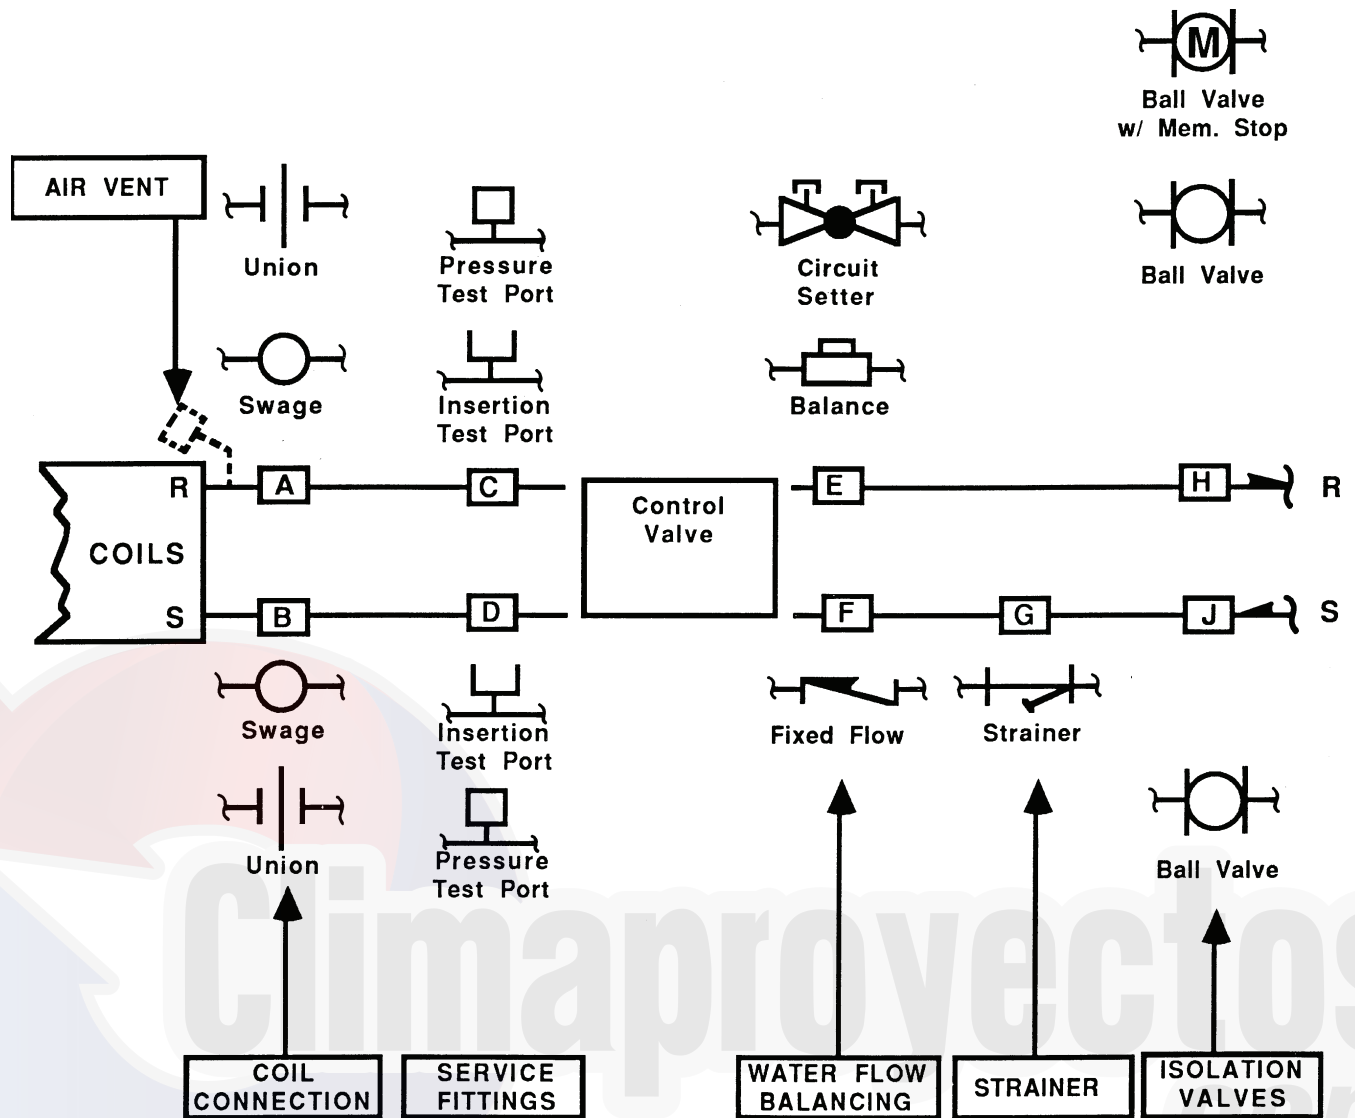 M
Ball Valve
w/ Mem. Stop
AIR VENT
Union
Pressure
Test Port
Circuit
Setter
Ball Valve
Swage
Insertion
Test Port
Balance
R
A
C
Control
Valve
E
H
R
COILS
S
B
D
F
G
J
S
Swage
Insertion
Test Port
Fixed Flow
Strainer
Union
Pressure
Test Port
Ball Valve
Climaproyectos
COIL
CONNECTION
SERVICE
FITTINGS
WATER FLOW
BALANCING
STRAINER
ISOLATION
VALVES